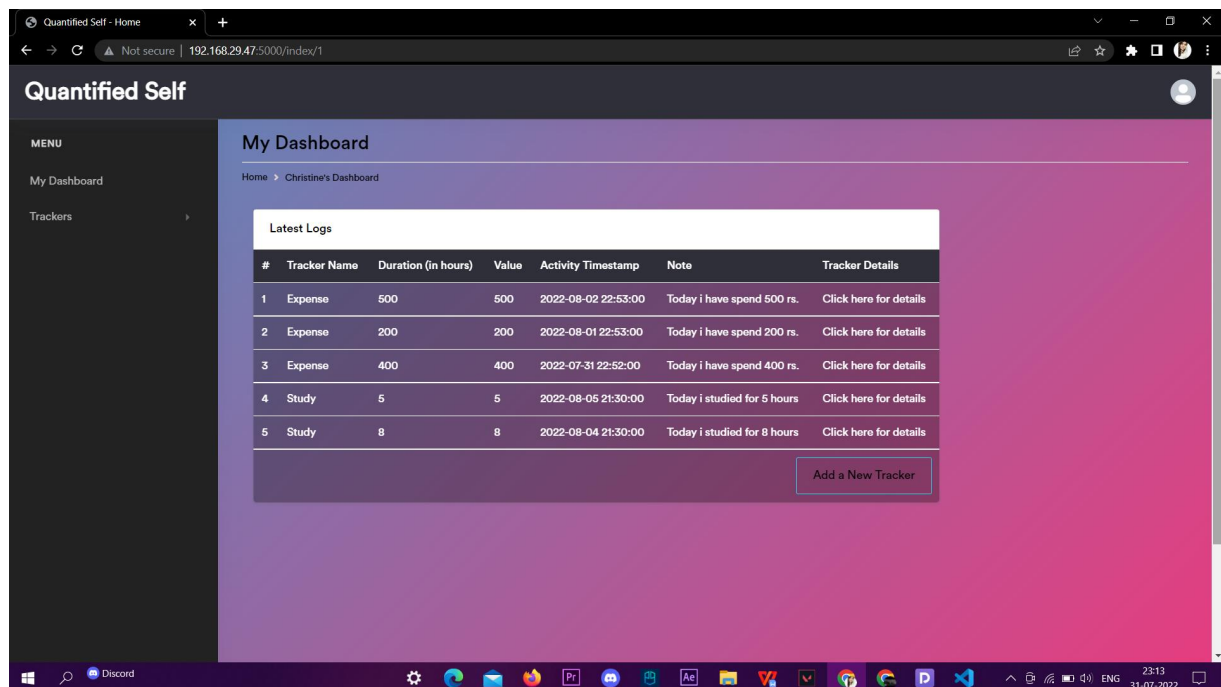 Quantified Self - Home
Not secure | 192.168.29.47:5000/index/1
Quantified Self
MENU
My Dashboard
Trackers
My Dashboard
Home > Christine's Dashboard
Latest Logs
# Tracker Name Duration (in hours) Value Activity Timestamp Note Tracker Details
1 Expense 500 500 2022-08-02 22:53:00 Today i have spend 500 rs. Click here for details
2 Expense 200 200 2022-08-01 22:53:00 Today i have spend 200 rs. Click here for details
3 Expense 400 400 2022-07-31 22:52:00 Today i have spend 400 rs. Click here for details
4 Study 5 5 2022-08-05 21:30:00 Today i studied for 5 hours Click here for details
5 Study 8 8 2022-08-04 21:30:00 Today i studied for 8 hours Click here for details
Add a New Tracker
Discord
Pr
Ae
ENG
23:13
31-07-2022